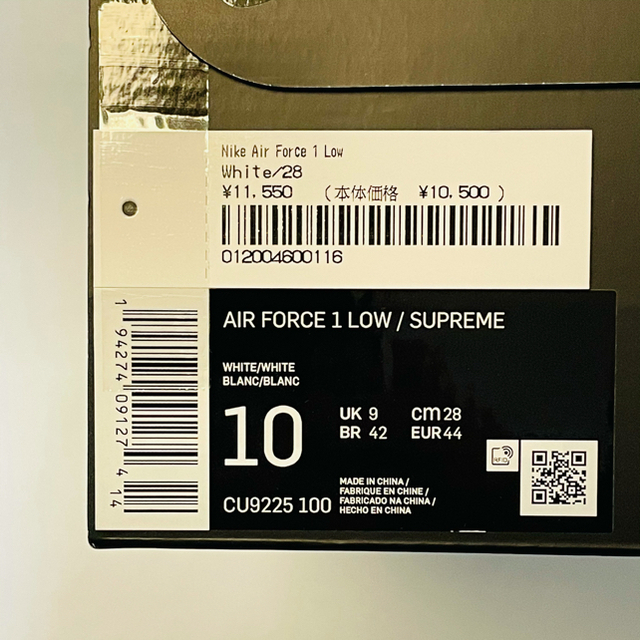 Nike Air Force 1 Low
White/28
¥11,550 (本体価格 ¥10,500)
012004600116
AIR FORCE 1 LOW / SUPREME
WHITE/WHITE
BLANC/BLANC
10
UK 9 cm 28
BR 42 EUR 44
CU9225 100
MADE IN CHINA /
FABRIQUE EN CHINE /
FABRICADO NA CHINA /
HECHO EN CHINA
1 94274 09127 4 14